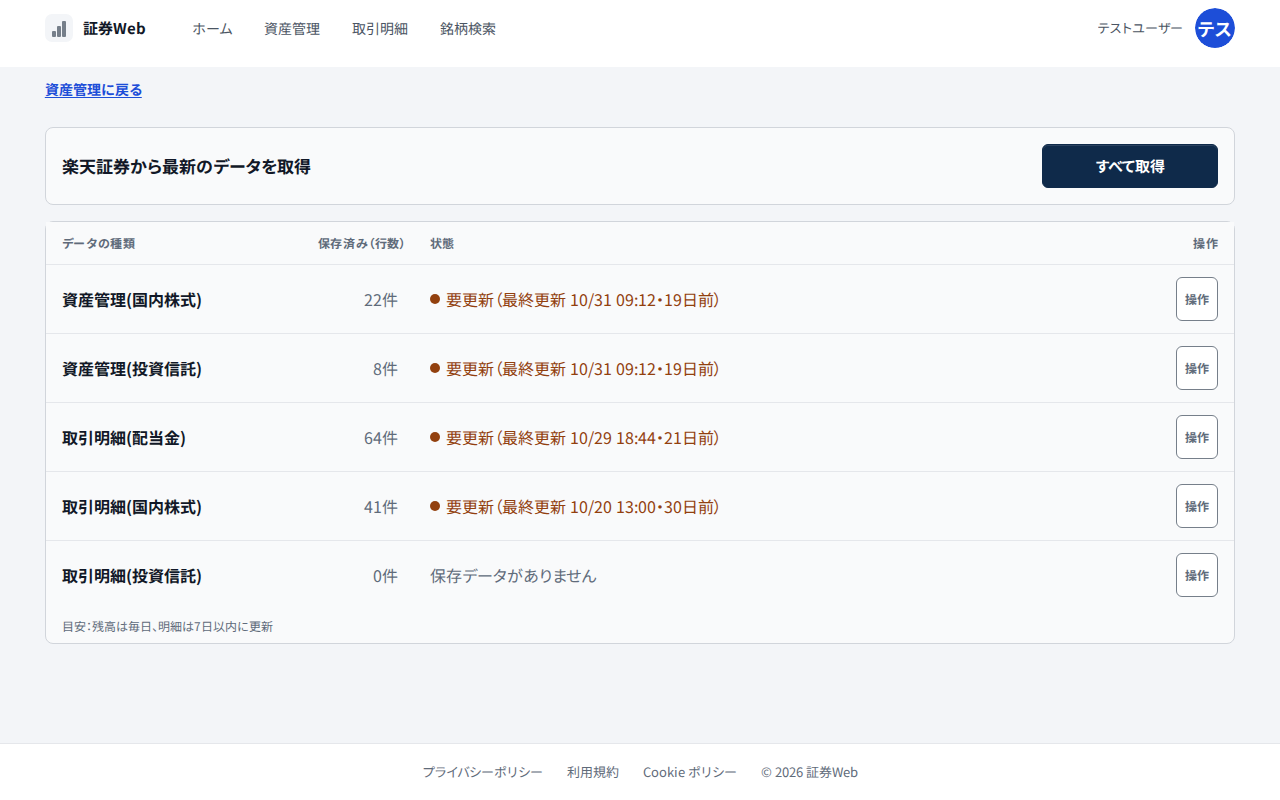 証券Web
ホーム
資産管理
取引明細
銘柄検索
テストユーザー
テス
資産管理に戻る
楽天証券から最新のデータを取得
すべて取得
データの種類 保存済み(行数) 状態 操作
資産管理(国内株式) 22件 要更新(最終更新 10/31 09:12・19日前) 操作
資産管理(投資信託) 8件 要更新(最終更新 10/31 09:12・19日前) 操作
取引明細(配当金) 64件 要更新(最終更新 10/29 18:44・21日前) 操作
取引明細(国内株式) 41件 要更新(最終更新 10/20 13:00・30日前) 操作
取引明細(投資信託) 0件 保存データがありません 操作
目安:残高は毎日、明細は7日以内に更新
プライバシーポリシー 利用規約 Cookie ポリシー © 2026 証券Web